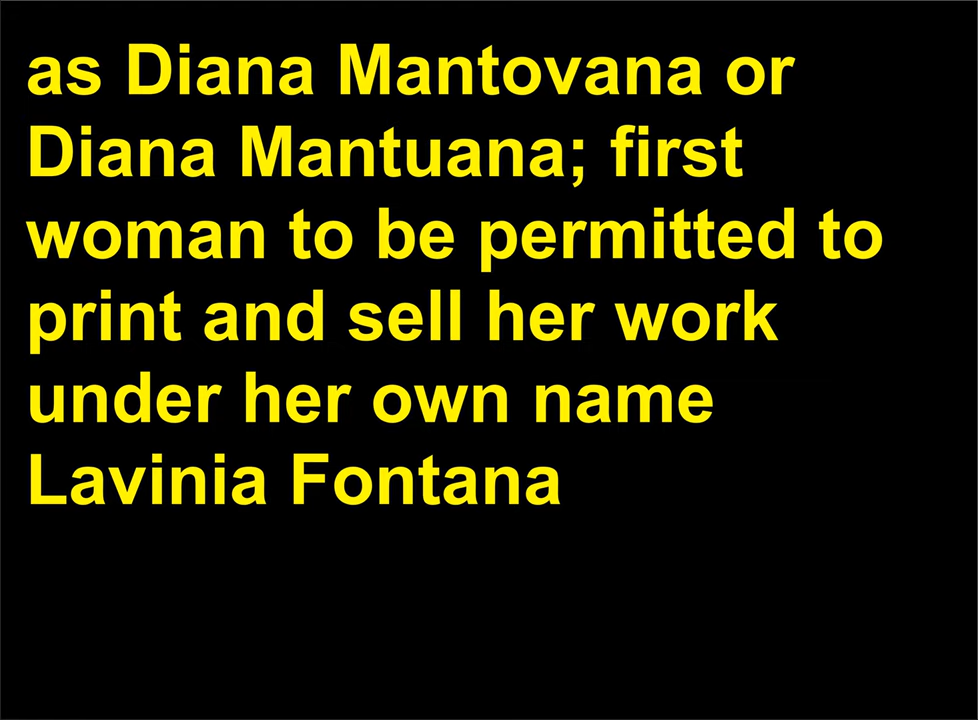 as Diana Mantovana or
Diana Mantuana; first
woman to be permitted to
print and sell her work
under her own name
Lavinia Fontana